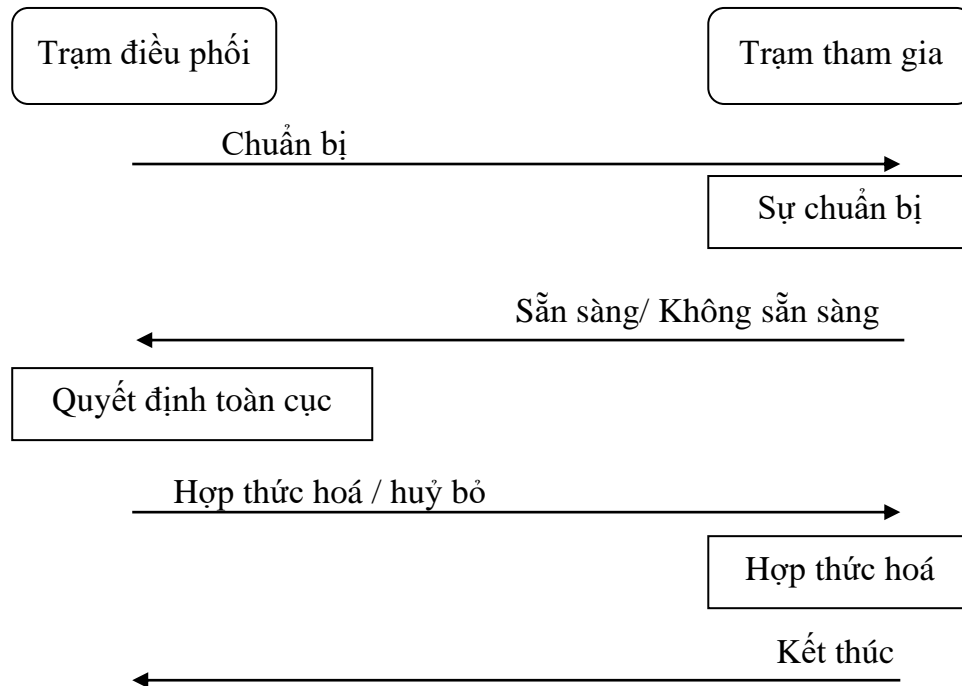 Trạm điều phối
Trạm tham gia
Chuẩn bị
Sự chuẩn bị
Sẵn sàng/ Không sẵn sàng
Quyết định toàn cục
Hợp thức hoá / huỷ bỏ
Hợp thức hoá
Kết thúc